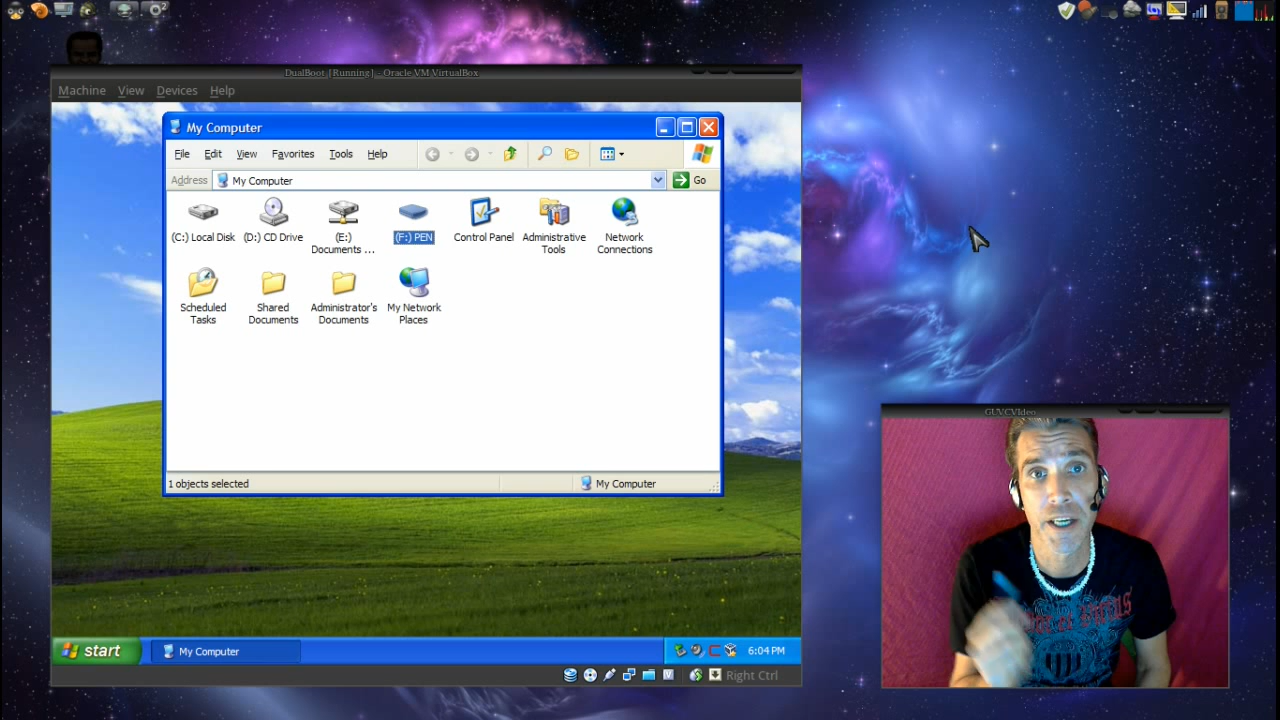 2
DualBoot [Running] - Oracle VM VirtualBox
Machine View Devices Help
My Computer
File Edit View Favorites Tools Help
Address My Computer Go
(C:) Local Disk (D:) CD Drive (E:) (F:) PEN Control Panel Administrative Network
Documents ... Tools Connections
Scheduled Shared Administrator's My Network
Tasks Documents Documents Places
1 objects selected My Computer
start My Computer 6:04 PM
Right Ctrl
GUVCVideo